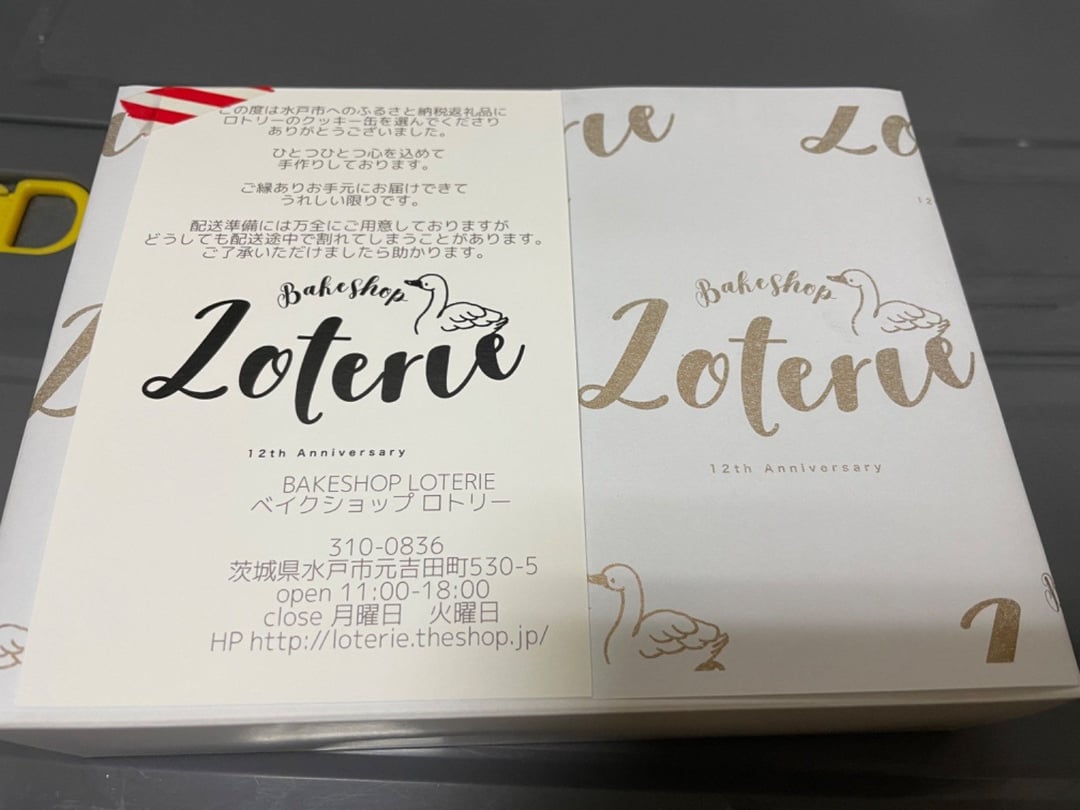 この度は水戸市へのふるさと納税返礼品に
ロトリーのクッキー缶を選んでくださり
ありがとうございました。
ひとつひとつ心を込めて
手作りしております。
ご縁ありお手元にお届けできて
うれしい限りです。
配送準備には万全にご用意しておりますが
どうしても配送途中で割れてしまうことがあります。
ご了承いただけましたら助かります。
Bakeshop
Loterie
12th Anniversary
BAKESHOP LOTERIE
ベイクショップ ロトリー
310-0836
茨城県水戸市元吉田町530-5
open 11:00-18:00
close 月曜日　火曜日
HP http://loterie.theshop.jp/
Bakeshop
Loterie
12th Anniversary